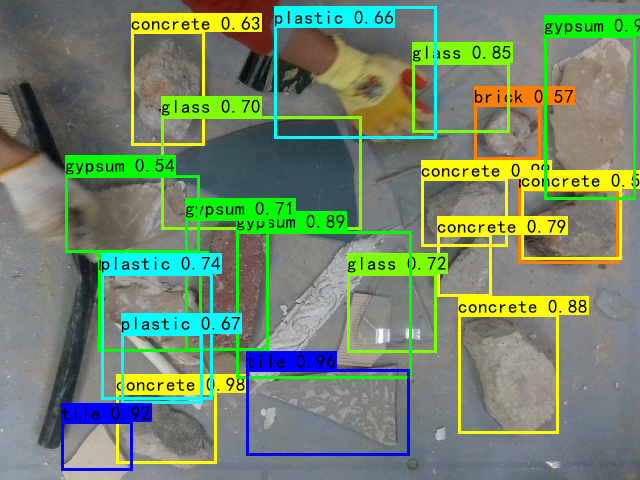 concrete 0.63
plastic 0.66
gypsum 0.9
glass 0.85
glass 0.70
brick 0.57
gypsum 0.54
concrete
concrete 0.5
gypsum 0.71
gypsum 0.89
concrete 0.79
plastic 0.74
glass 0.72
concrete 0.88
plastic 0.67
tile 0.96
concrete 0.98
tile 0.92